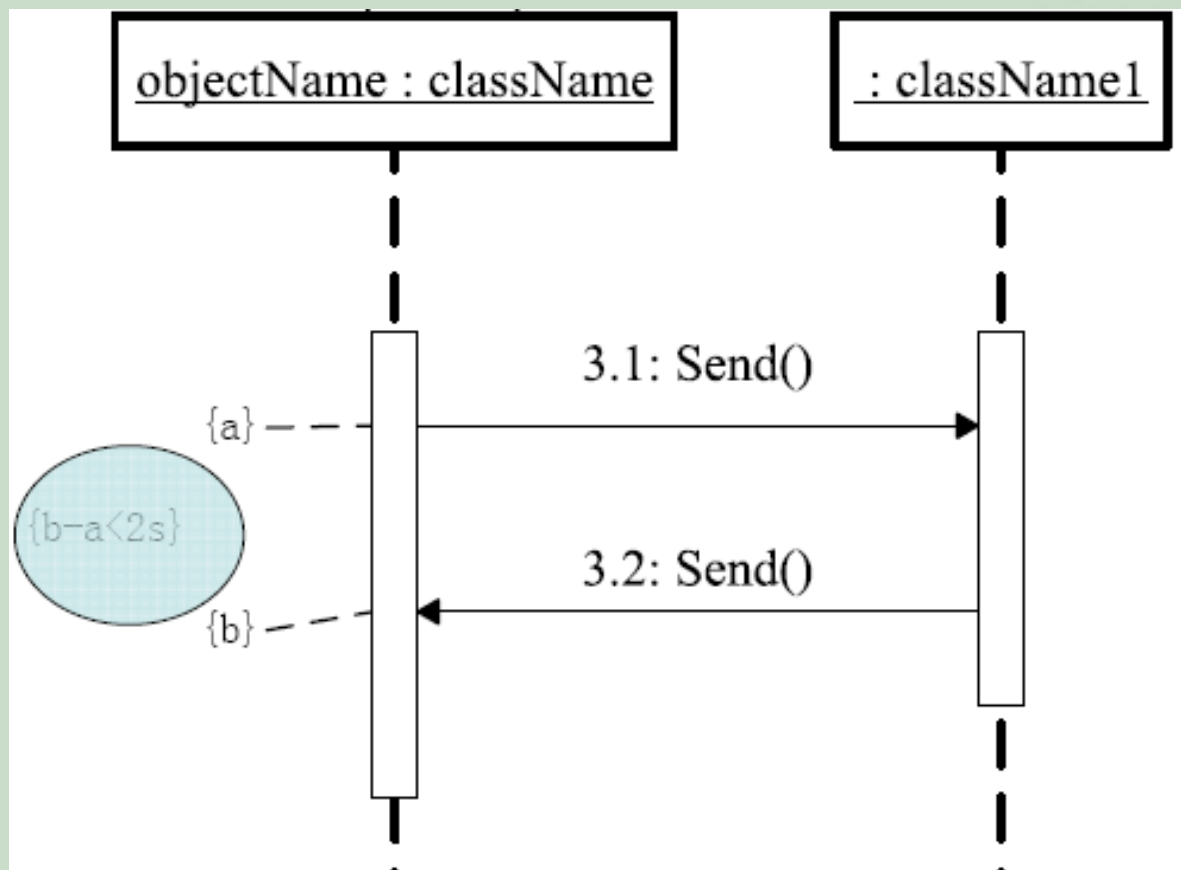 objectName : className
: className1
3.1: Send()
{a}
{b-a<2s}
3.2: Send()
{b}